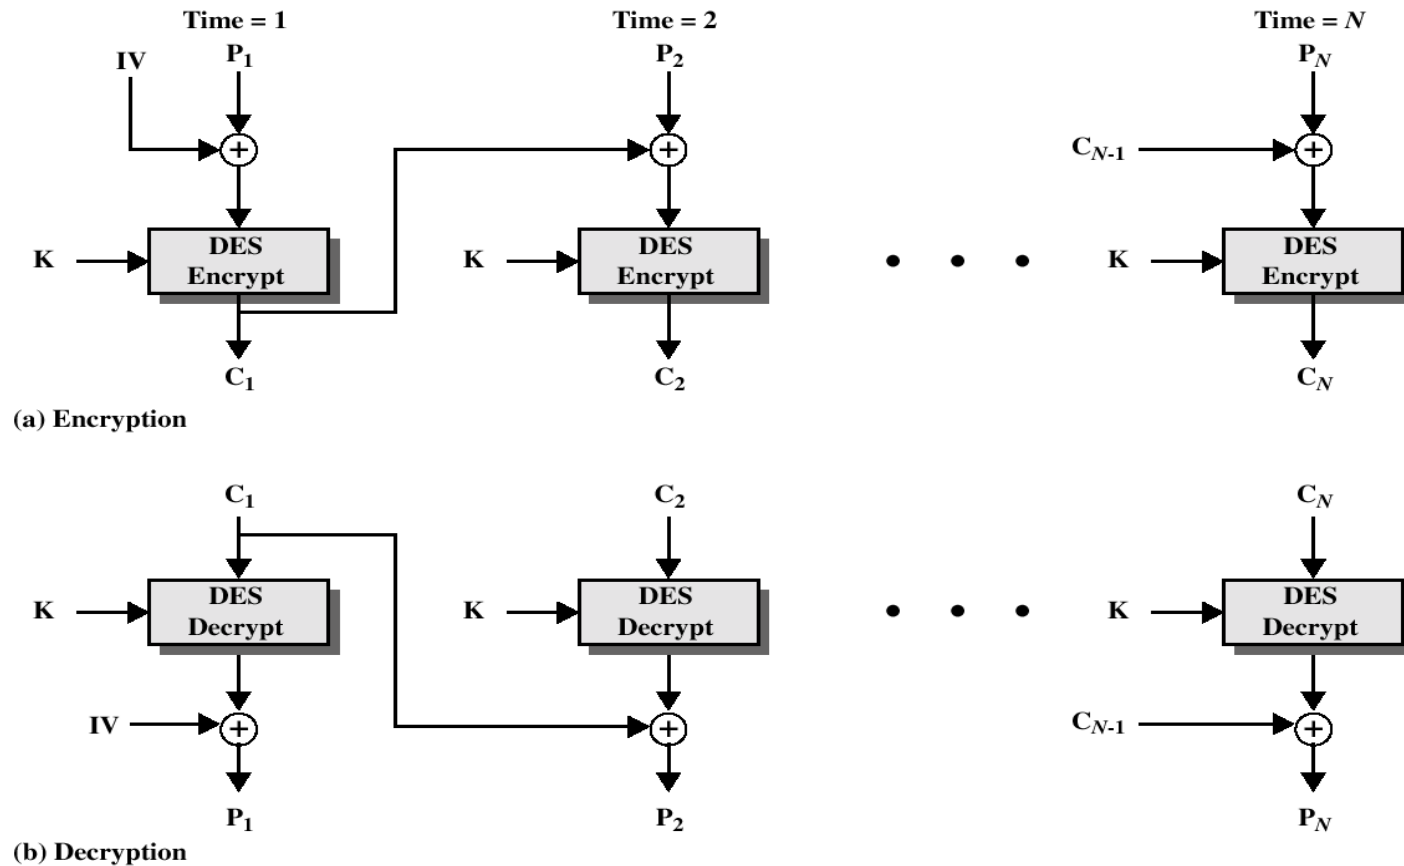 Time = 1 Time = 2 Time = N
IV P1 P2 PN
+ + CN-1 +
K DES Encrypt K DES Encrypt • • • K DES Encrypt
C1 C2 CN
(a) Encryption
C1 C2 CN
K DES Decrypt K DES Decrypt • • • K DES Decrypt
IV + + CN-1 +
P1 P2 PN
(b) Decryption